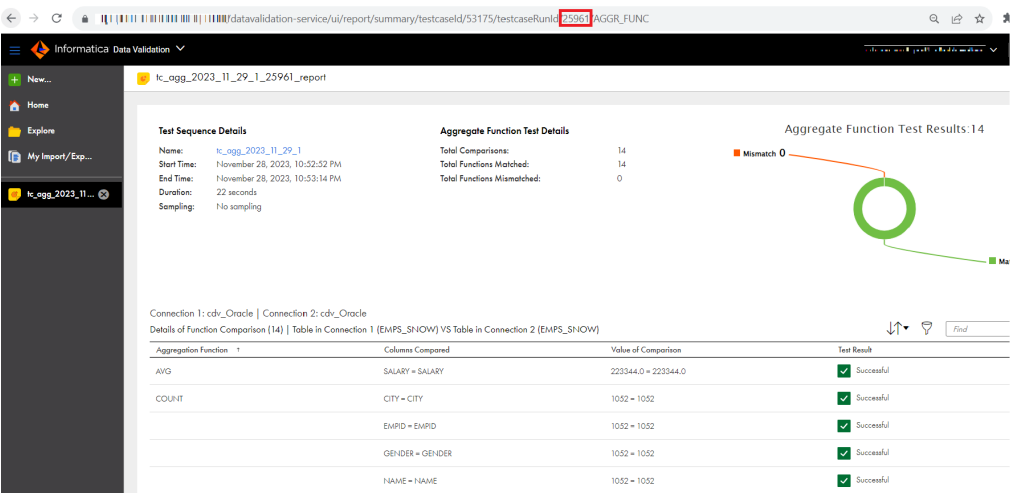 /datavalidation-service/ui/report/summary/testcaseId/53175/testcaseRunId/25961/AGGR_FUNC
Informatica Data Validation
New...
tc_agg_2023_11_29_1_25961_report
Home
Explore
My Import/Exp...
tc_agg_2023_11...
Test Sequence Details
Name: tc_agg_2023_11_29_1
Start Time: November 28, 2023, 10:52:52 PM
End Time: November 28, 2023, 10:53:14 PM
Duration: 22 seconds
Sampling: No sampling
Aggregate Function Test Details
Total Comparisons: 14
Total Functions Matched: 14
Total Functions Mismatched: 0
Aggregate Function Test Results:14
Mismatch 0
Ma
Connection 1: cdv_Oracle | Connection 2: cdv_Oracle
Details of Function Comparison (14) | Table in Connection 1 (EMPS_SNOW) VS Table in Connection 2 (EMPS_SNOW)
Find
Aggregation Function ↑ Columns Compared Value of Comparison Test Result
AVG SALARY = SALARY 223344.0 = 223344.0 Successful
COUNT CITY = CITY 1052 = 1052 Successful
EMPID = EMPID 1052 = 1052 Successful
GENDER = GENDER 1052 = 1052 Successful
NAME = NAME 1052 = 1052 Successful